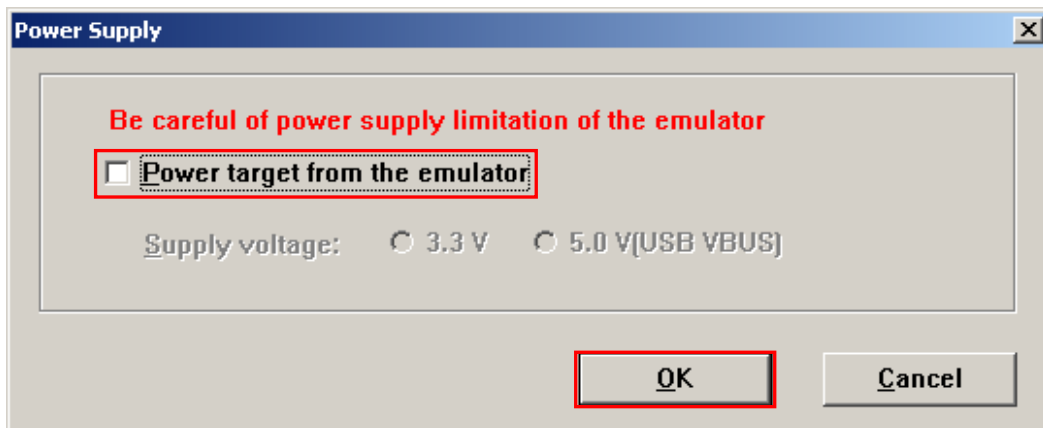 Power Supply
Be careful of power supply limitation of the emulator
Power target from the emulator
Supply voltage: 3.3 V 5.0 V(USB VBUS)
OK Cancel